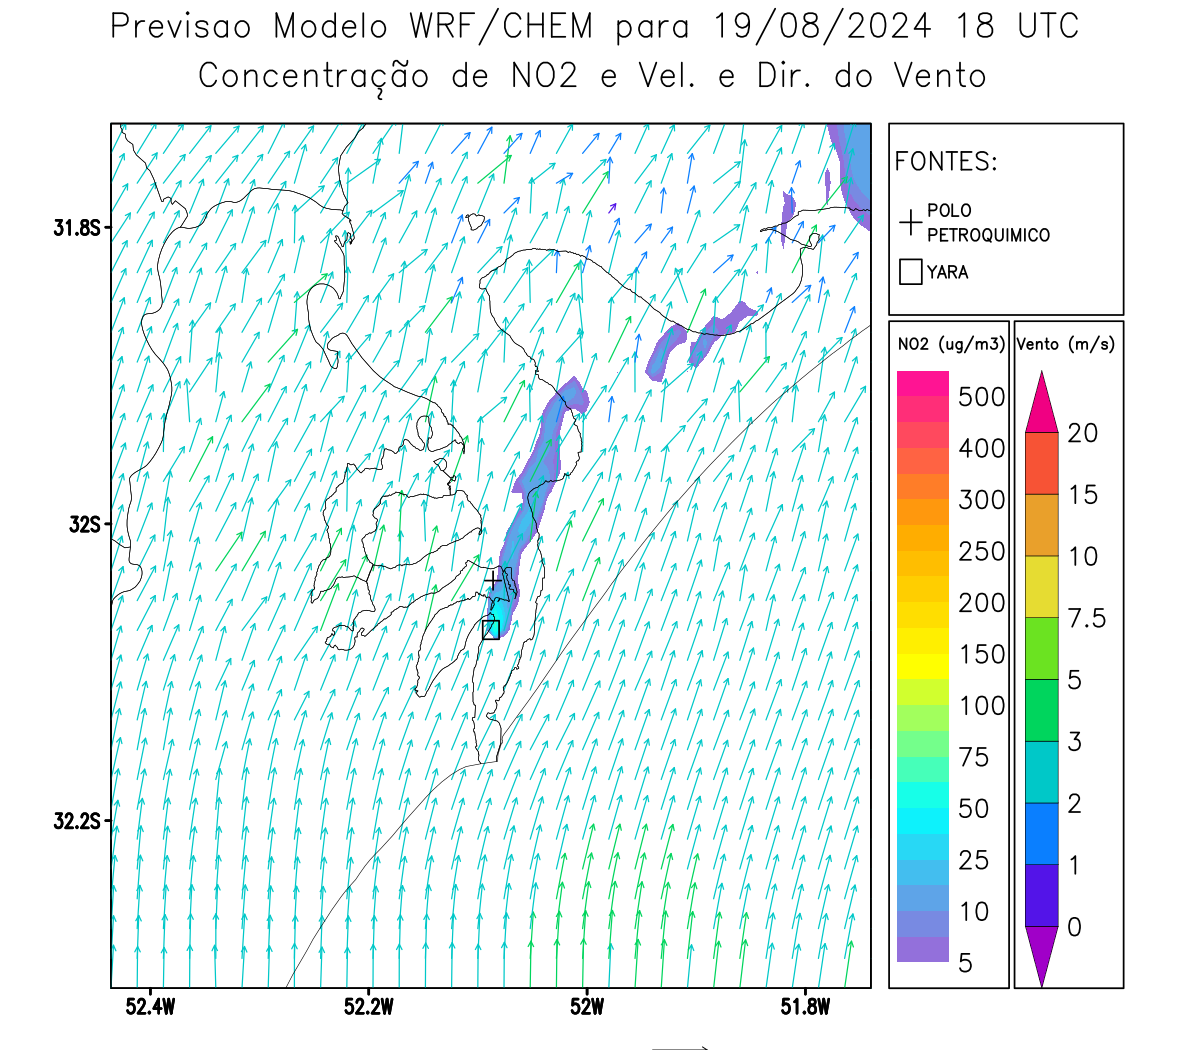 Previsao Modelo WRF/CHEM para 19/08/2024 18 UTC
Concentração de NO2 e Vel. e Dir. do Vento
FONTES:
POLO
PETROQUIMICO
YARA
NO2 (ug/m3)
500
400
300
250
200
150
100
75
50
25
10
5
Vento (m/s)
20
15
10
7.5
5
3
2
1
0
31.8S
32S
32.2S
52.4W
52.2W
52W
51.8W